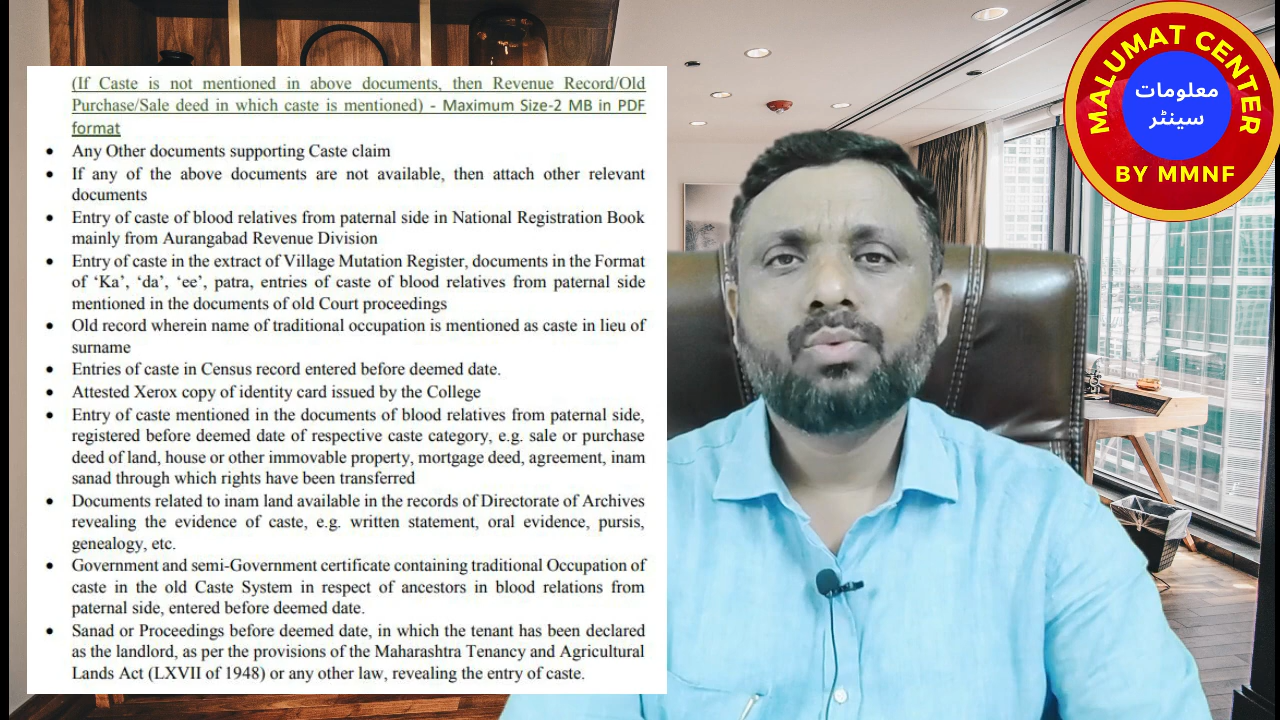 (If Caste is not mentioned in above documents, then Revenue Record/Old
Purchase/Sale deed in which caste is mentioned) - Maximum Size-2 MB in PDF
format
• Any Other documents supporting Caste claim
• If any of the above documents are not available, then attach other relevant
documents
• Entry of caste of blood relatives from paternal side in National Registration Book
mainly from Aurangabad Revenue Division
• Entry of caste in the extract of Village Mutation Register, documents in the Format
of ‘Ka’, ‘da’, ‘ee’, patra, entries of caste of blood relatives from paternal side
mentioned in the documents of old Court proceedings
• Old record wherein name of traditional occupation is mentioned as caste in lieu of
surname
• Entries of caste in Census record entered before deemed date.
• Attested Xerox copy of identity card issued by the College
• Entry of caste mentioned in the documents of blood relatives from paternal side,
registered before deemed date of respective caste category, e.g. sale or purchase
deed of land, house or other immovable property, mortgage deed, agreement, inam
sanad through which rights have been transferred
• Documents related to inam land available in the records of Directorate of Archives
revealing the evidence of caste, e.g. written statement, oral evidence, pursis,
genealogy, etc.
• Government and semi-Government certificate containing traditional Occupation of
caste in the old Caste System in respect of ancestors in blood relations from
paternal side, entered before deemed date.
• Sanad or Proceedings before deemed date, in which the tenant has been declared
as the landlord, as per the provisions of the Maharashtra Tenancy and Agricultural
Lands Act (LXVII of 1948) or any other law, revealing the entry of caste.
MALUMAT CENTER
معلومات
سینٹر
BY MMNF